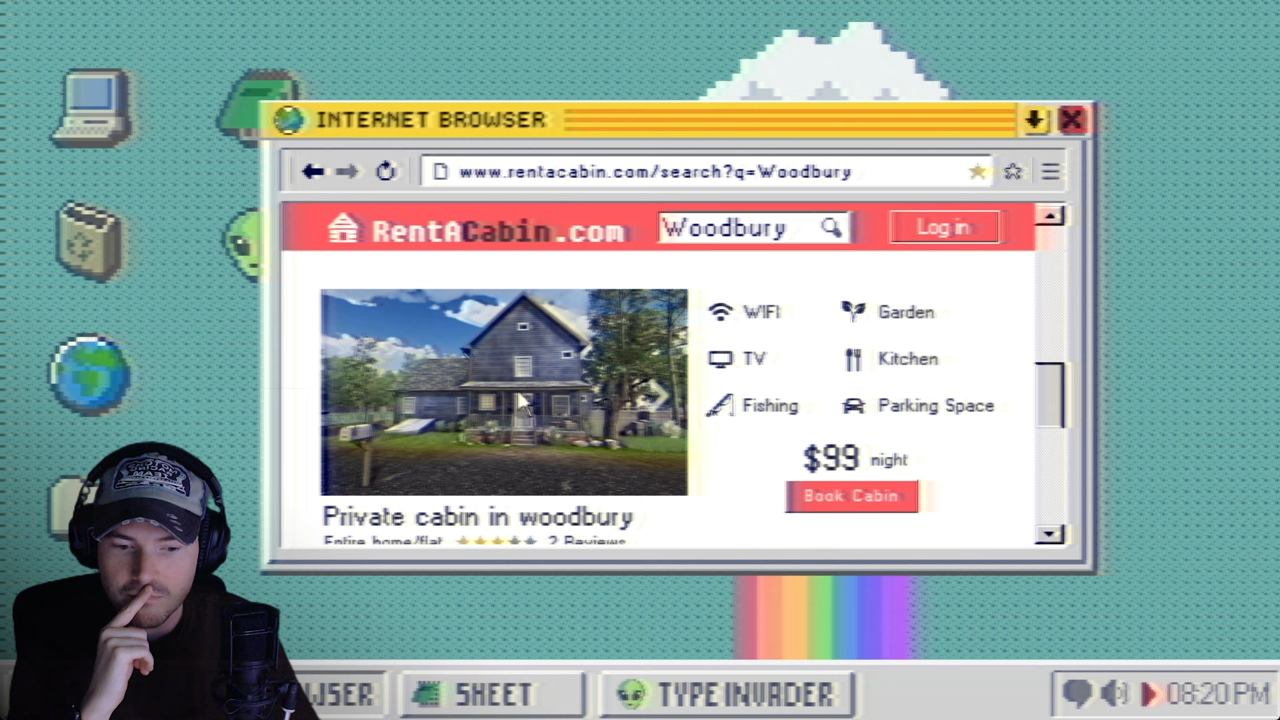 INTERNET BROWSER
www.rentacabin.com/search?q=Woodbury
RentACabin.com
Woodbury
Log in
WIFI
Garden
TV
Kitchen
Fishing
Parking Space
$99 night
Book Cabin
Private cabin in woodbury
Entire home/flat
2 Reviews
SHEET
TYPE INVADER
08:20 PM